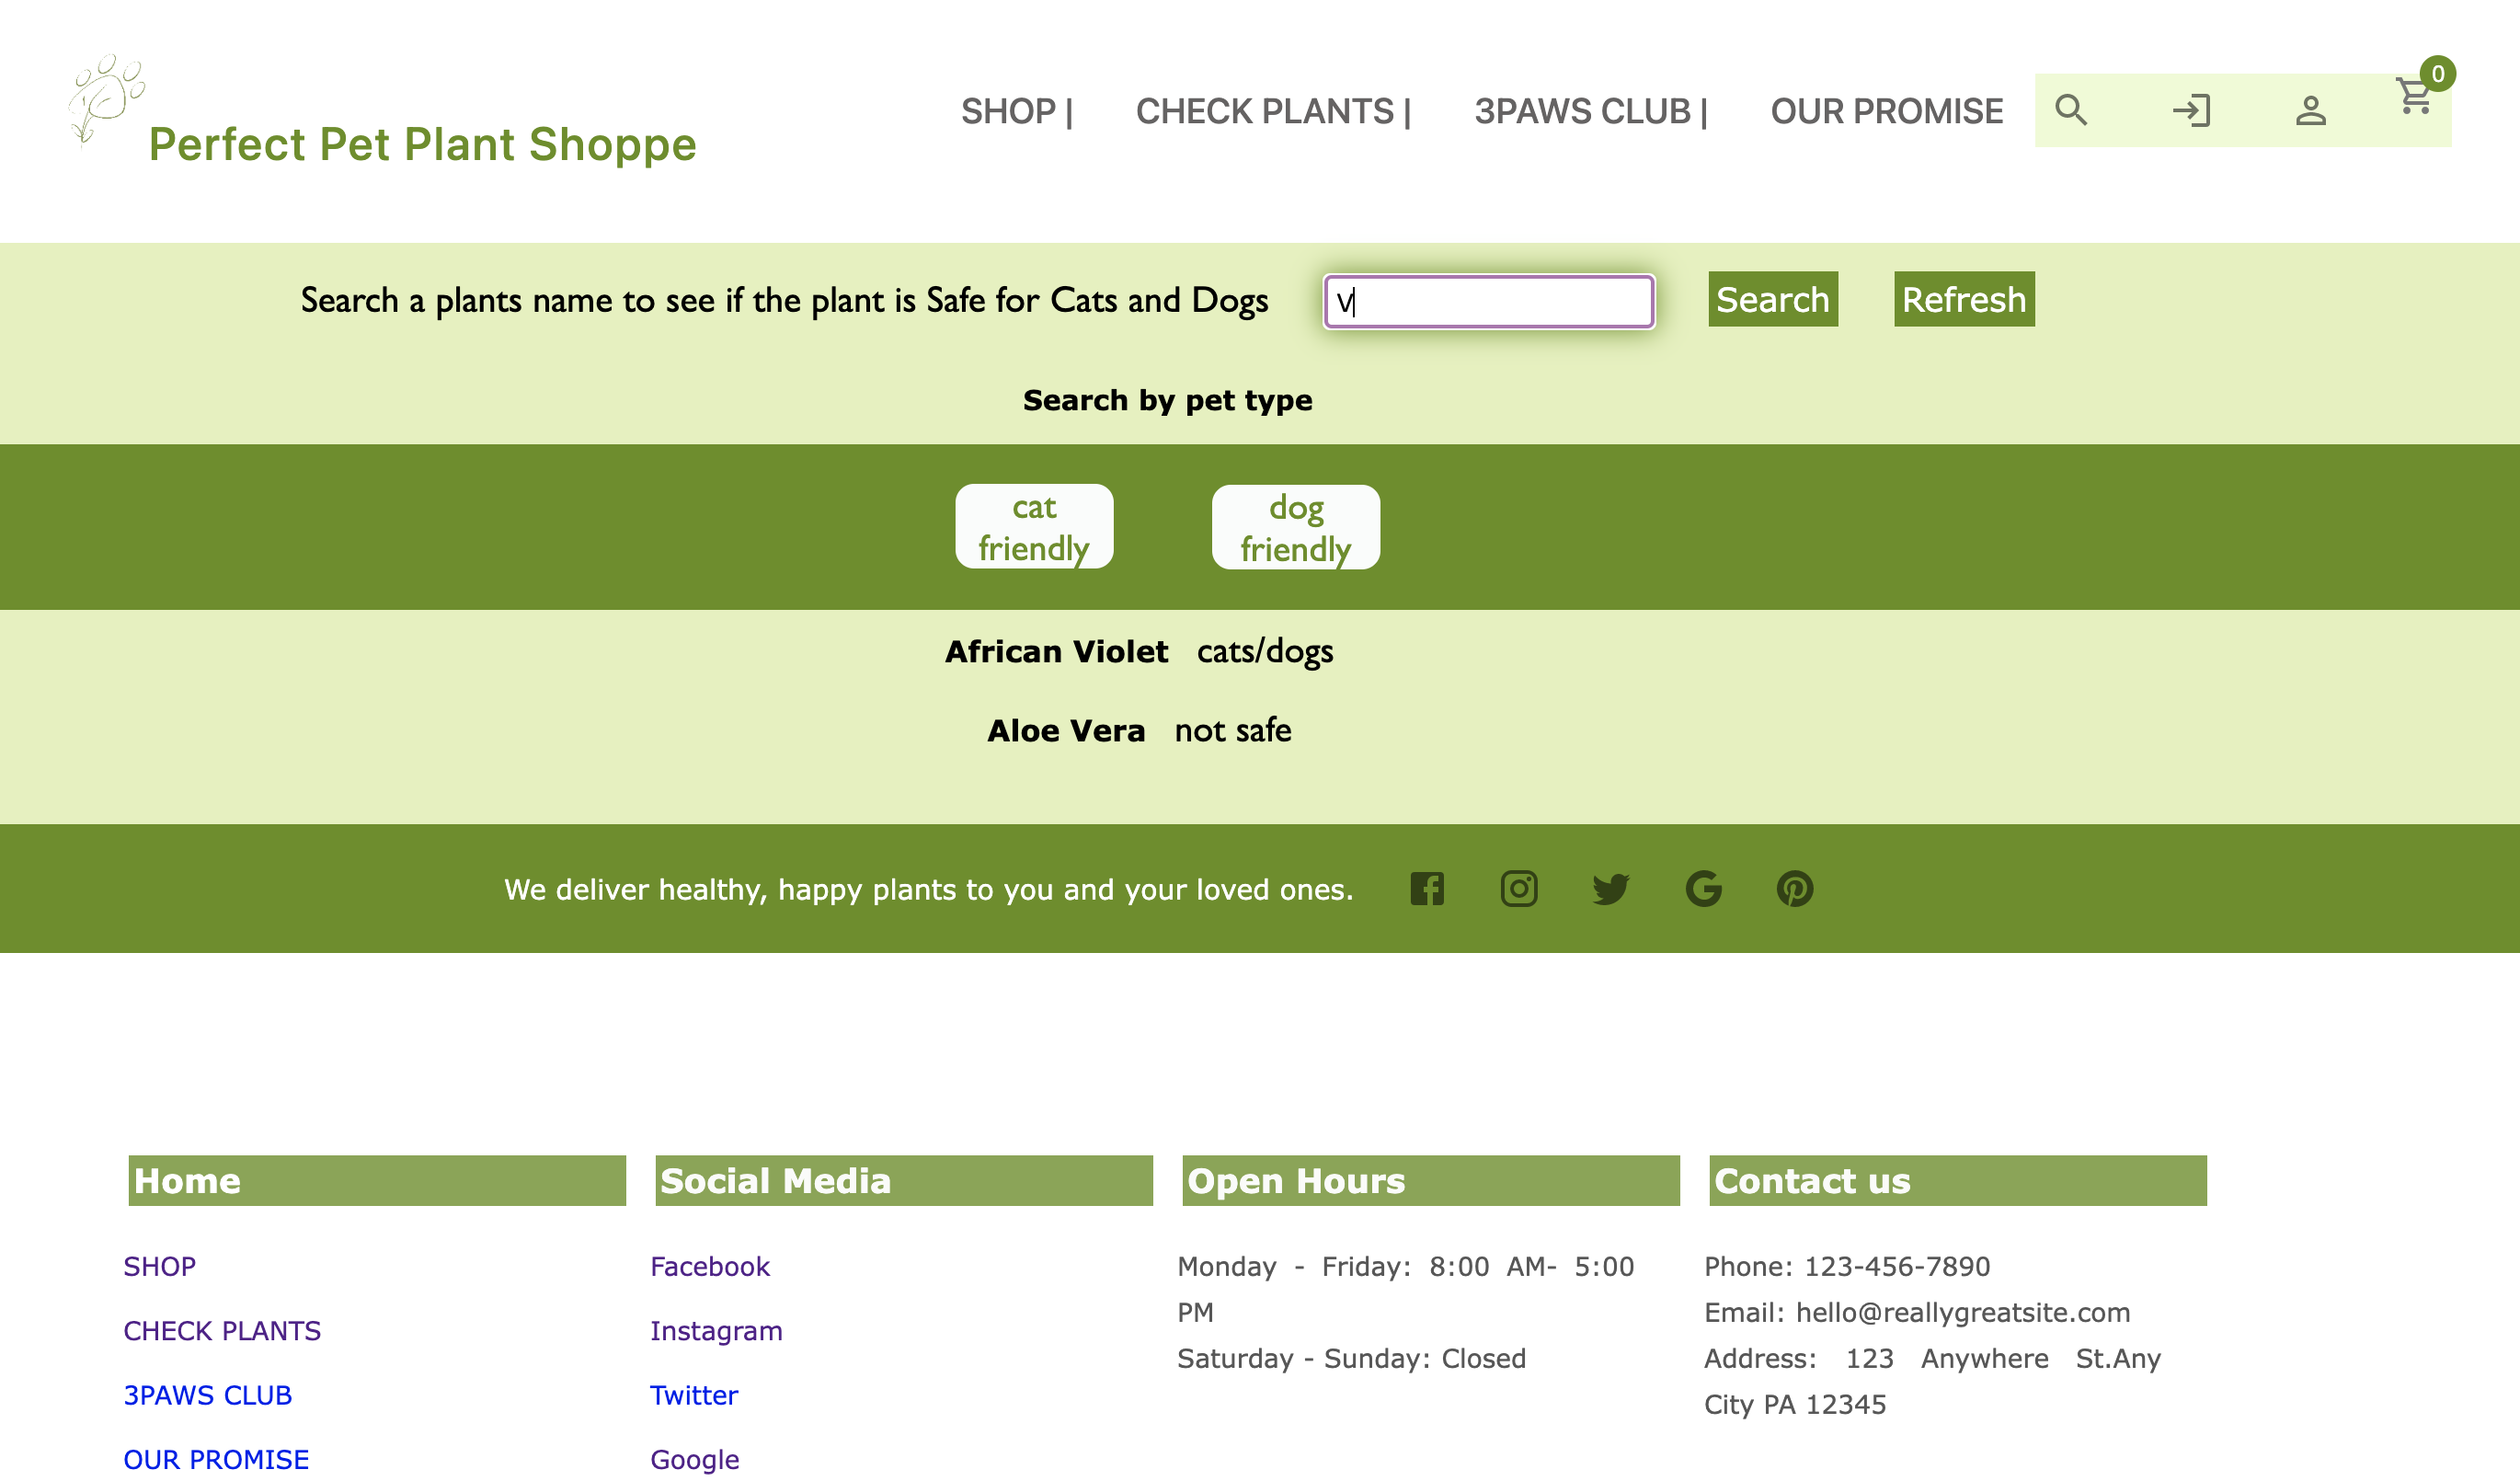 Perfect Pet Plant Shoppe
SHOP | CHECK PLANTS | 3PAWS CLUB | OUR PROMISE
0
Search a plants name to see if the plant is Safe for Cats and Dogs
V
Search
Refresh
Search by pet type
cat
friendly
dog
friendly
African Violet cats/dogs
Aloe Vera not safe
We deliver healthy, happy plants to you and your loved ones.
Home
SHOP
CHECK PLANTS
3PAWS CLUB
OUR PROMISE
Social Media
Facebook
Instagram
Twitter
Google
Open Hours
Monday - Friday: 8:00 AM- 5:00
PM
Saturday - Sunday: Closed
Contact us
Phone: 123-456-7890
Email: hello@reallygreatsite.com
Address: 123 Anywhere St.Any
City PA 12345